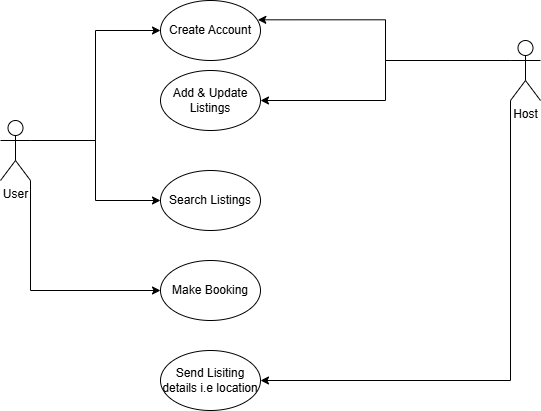 Create Account
Add & Update
Listings
Host
User
Search Listings
Make Booking
Send Lisiting
details i.e location